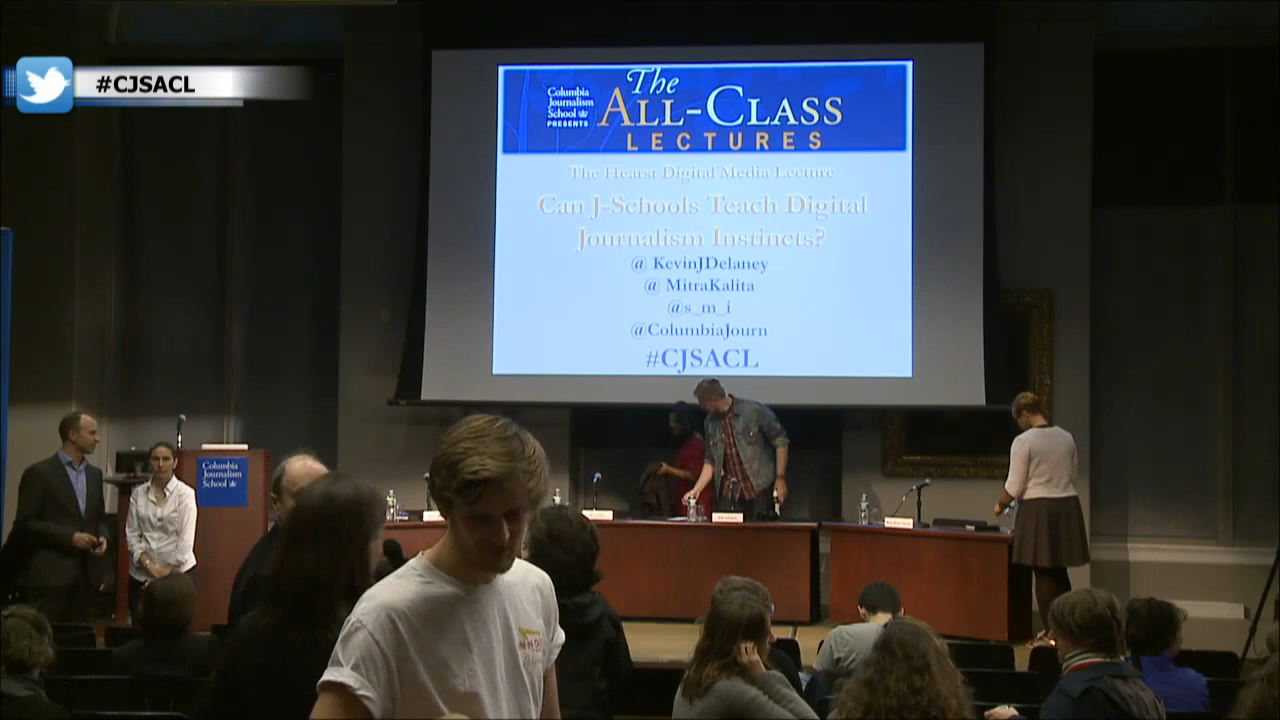 #CJSACL
Columbia
Journalism
School
PRESENTS
The
ALL-CLASS
LECTURES
The Hearst Digital Media Lecture
Can J-Schools Teach Digital
Journalism Instincts?
@ KevinJDelaney
@ MitraKalita
@s_m_i
@ColumbiaJourn
#CJSACL
Columbia
Journalism
School